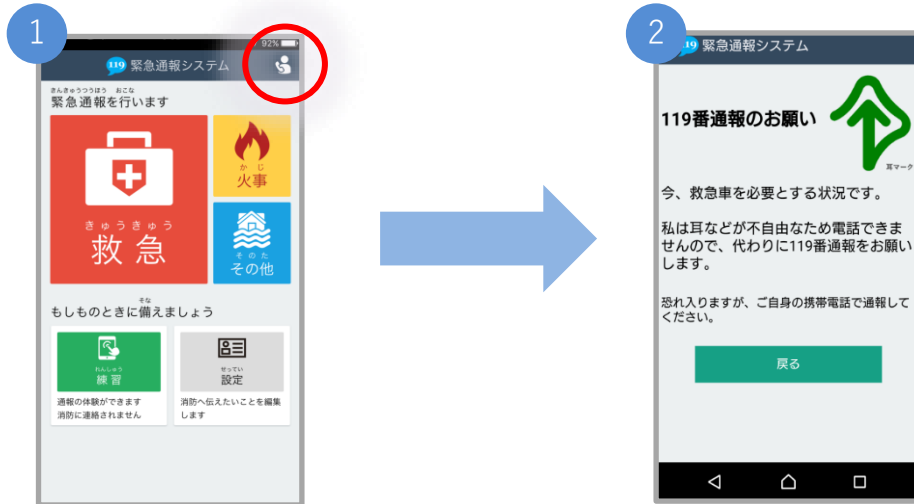 1
92%
119 緊急通報システム
きんきゅうつうほう おこな
緊急通報を行います
きゅうきゅう
救急
かじ
火事
そのた
その他
そな
もしものときに備えましょう
れんしゅう
練習
通報の体験ができます
消防に連絡されません
せってい
設定
消防へ伝えたいことを編集
します
2
119 緊急通報システム
119番通報のお願い
耳マーク
今、救急車を必要とする状況です。
私は耳などが不自由なため電話できま
せんので、代わりに119番通報をお願い
します。
恐れ入りますが、ご自身の携帯電話で通報して
ください。
戻る